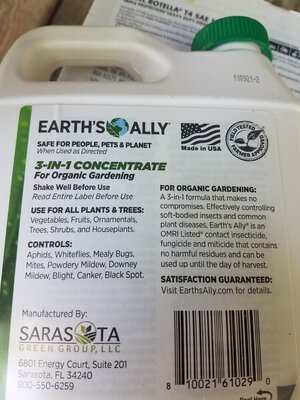 ROTELLA® T4 SAE
118921-2
EARTH'S ALLY®
SAFE FOR PEOPLE, PETS & PLANET
When Used as Directed
Made in USA
FIELD TESTED
FARMER APPROVED
3-IN-1 CONCENTRATE
For Organic Gardening
Shake Well Before Use
Read Entire Label Before Use
USE FOR ALL PLANTS & TREES:
Vegetables, Fruits, Ornamentals,
Trees, Shrubs, and Houseplants.
CONTROLS:
Aphids, Whiteflies, Mealy Bugs,
Mites, Powdery Mildew, Downy
Mildew, Blight, Canker, Black Spot.
FOR ORGANIC GARDENING:
A 3-in-1 formula that makes no
compromises. Effectively controlling
soft-bodied insects and common
plant diseases, Earth's Ally® is an
OMRI Listed® contact insecticide,
fungicide and miticide that contains
no harmful residues and can be
used up until the day of harvest.
SATISFACTION GUARANTEED:
Visit EarthsAlly.com for details.
Manufactured By:
SARASOTA
GREEN GROUP, LLC
6801 Energy Court, Suite 201
Sarasota, FL 34240
800-550-6259
8 10021 61029 0
Peel Here